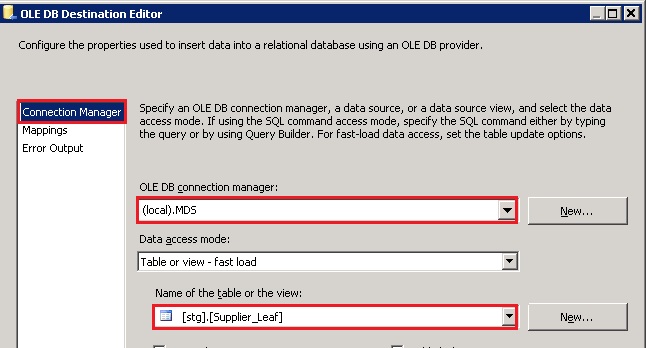 OLE DB Destination Editor
Configure the properties used to insert data into a relational database using an OLE DB provider.
Connection Manager
Mappings
Error Output
Specify an OLE DB connection manager, a data source, or a data source view, and select the data
access mode. If using the SQL command access mode, specify the SQL command either by typing
the query or by using Query Builder. For fast-load data access, set the table update options.
OLE DB connection manager:
(local).MDS
New...
Data access mode:
Table or view - fast load
Name of the table or the view:
[stg].[Supplier_Leaf]
New...